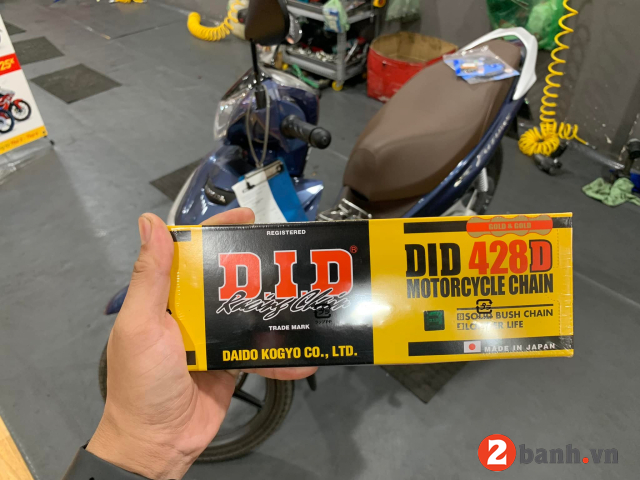 .25X
GOLD & GOLD
REGISTERED
D.I.D®
Racing Chain
TRADE MARK
DAIDO KOGYO CO., LTD.
DID 428D
MOTORCYCLE CHAIN
SOLID BUSH CHAIN
LONGER LIFE
MADE IN JAPAN
2banh.vn